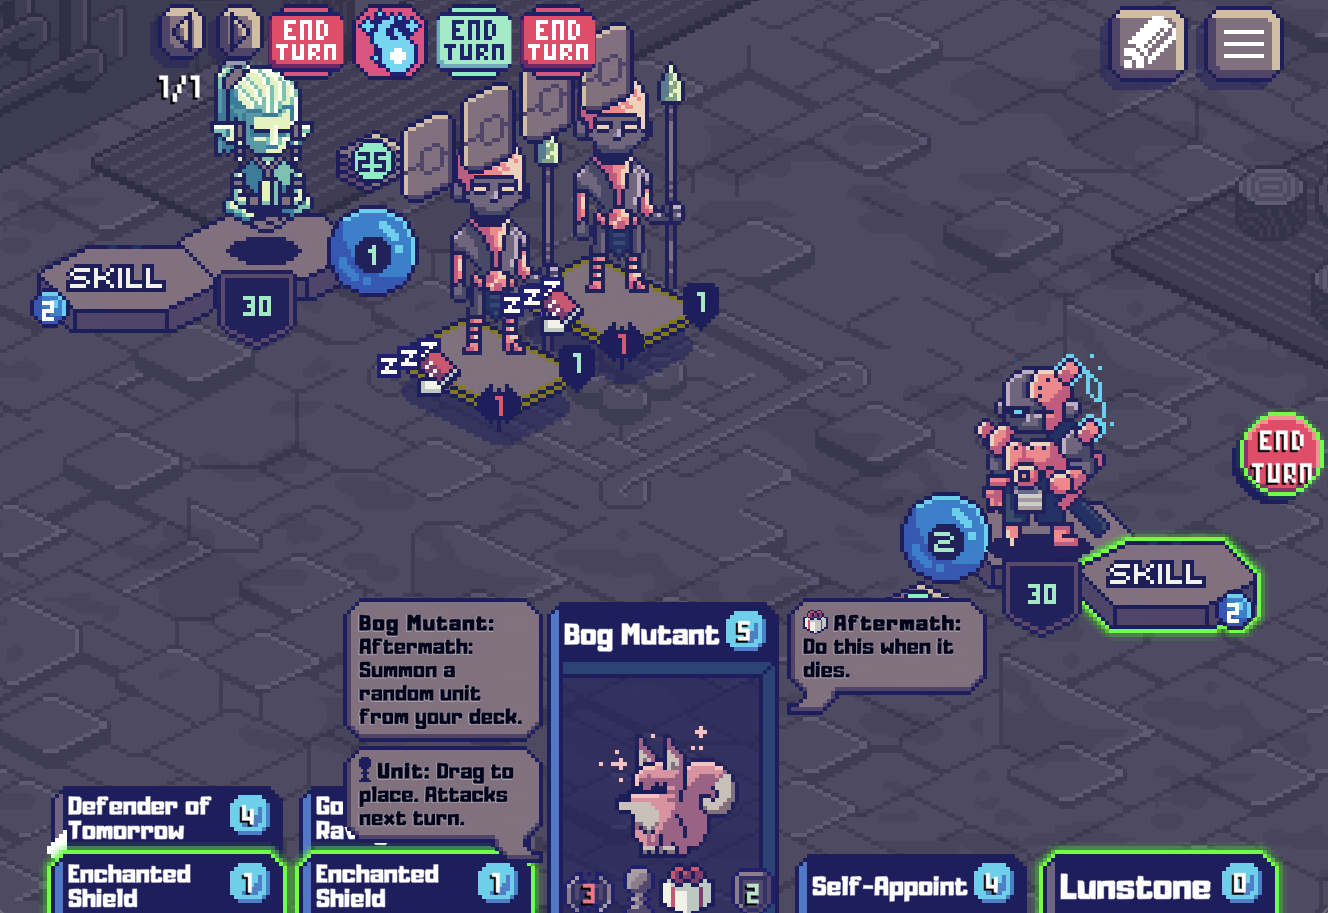 END
TURN
END
TURN
END
TURN
1/1
25
SKILL
2
30
1
z z z
1
1
z z z
1
1
END
TURN
2
SKILL
2
30
Bog Mutant:
Aftermath:
Summon a
random unit
from your deck.
Bog Mutant 5
Aftermath:
Do this when it
dies.
Unit: Drag to
place. Attacks
next turn.
Defender of
Tomorrow
4
Go
Enchanted
Shield
1
Enchanted
Shield
1
3
2
Self-Appoint 4
Lunstone 0